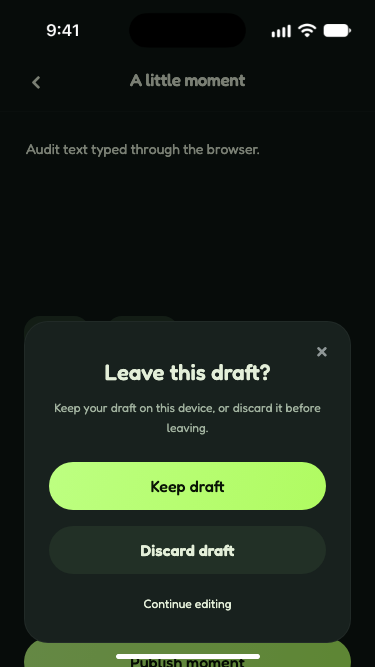 9:41
A little moment
Audit text typed through the browser.
Leave this draft?
Keep your draft on this device, or discard it before
leaving.
Keep draft
Discard draft
Continue editing
Publish moment